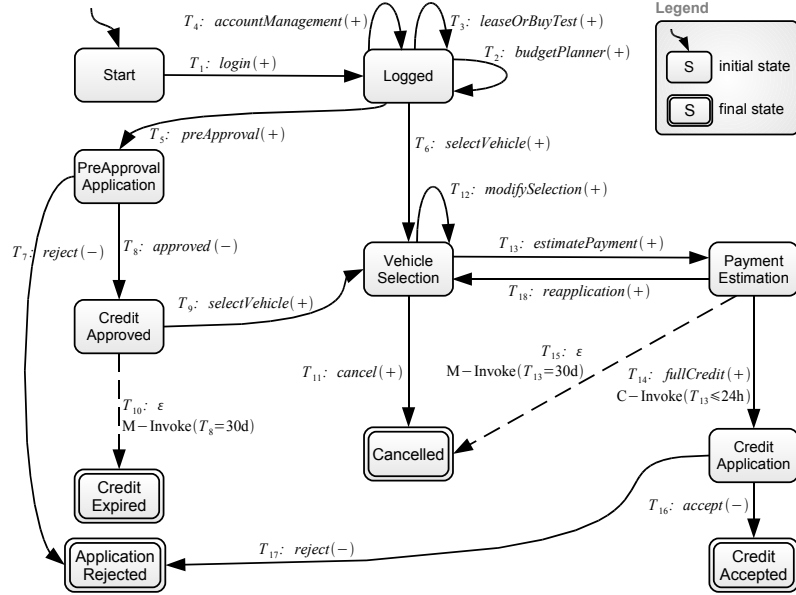 Legend
S initial state
S final state
T4: accountManagement(+)
T3: leaseOrBuyTest(+)
Start
T1: login(+)
Logged
T2: budgetPlanner(+)
T5: preApproval(+)
T6: selectVehicle(+)
PreApproval
Application
T12: modifySelection(+)
T7: reject(−)
T8: approved(−)
Vehicle
Selection
T13: estimatePayment(+)
Payment
Estimation
T18: reapplication(+)
Credit
Approved
T9: selectVehicle(+)
T11: cancel(+)
T15: ε
M−Invoke(T13=30d)
T14: fullCredit(+)
C−Invoke(T13⩽24h)
T10: ε
M−Invoke(T8=30d)
Cancelled
Credit
Application
Credit
Expired
T16: accept(−)
Application
Rejected
T17: reject(−)
Credit
Accepted